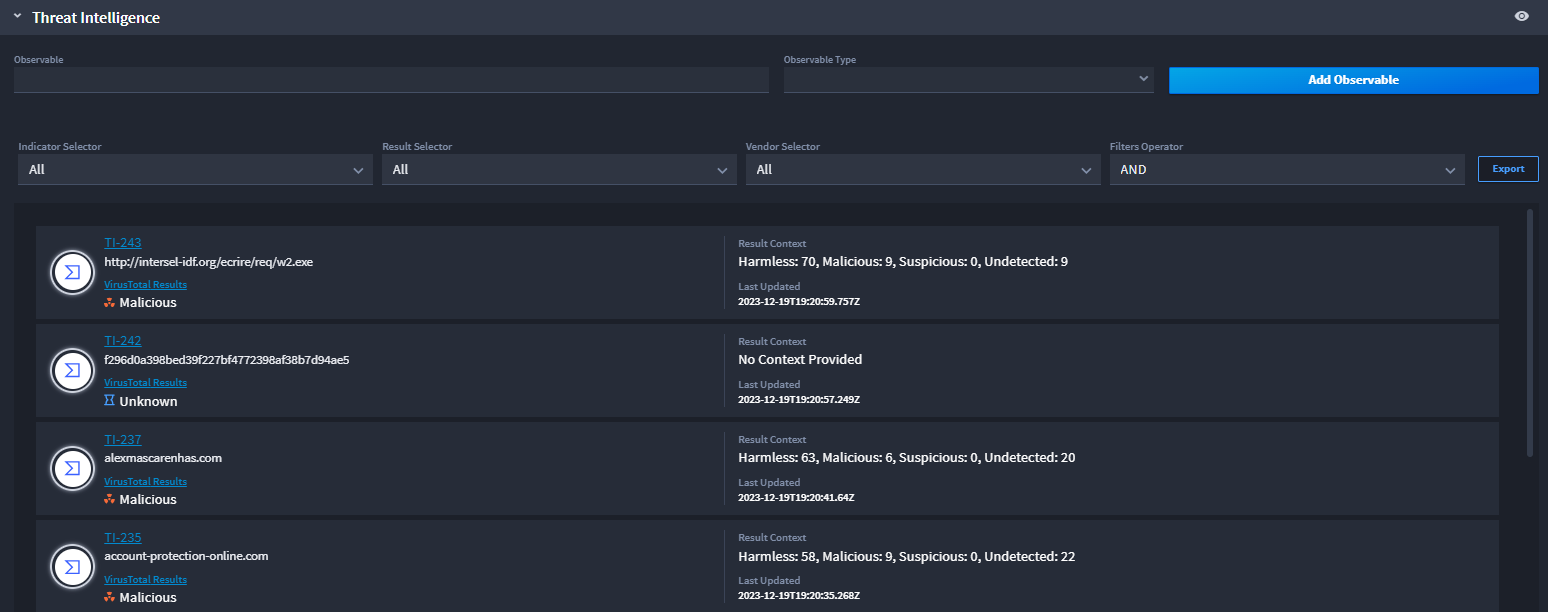 Threat Intelligence
Observable
Observable Type
Add Observable
Indicator Selector
Result Selector
Vendor Selector
Filters Operator
All
All
All
AND
Export
TI-243
http://intersel-idf.org/ecrire/req/w2.exe
VirusTotal Results
Malicious
Result Context
Harmless: 70, Malicious: 9, Suspicious: 0, Undetected: 9
Last Updated
2023-12-19T19:20:59.757Z
TI-242
f296d0a398bed39f227bf4772398af38b7d94ae5
VirusTotal Results
Unknown
Result Context
No Context Provided
Last Updated
2023-12-19T19:20:57.249Z
TI-237
alexmascarenhas.com
VirusTotal Results
Malicious
Result Context
Harmless: 63, Malicious: 6, Suspicious: 0, Undetected: 20
Last Updated
2023-12-19T19:20:41.64Z
TI-235
account-protection-online.com
VirusTotal Results
Malicious
Result Context
Harmless: 58, Malicious: 9, Suspicious: 0, Undetected: 22
Last Updated
2023-12-19T19:20:35.268Z